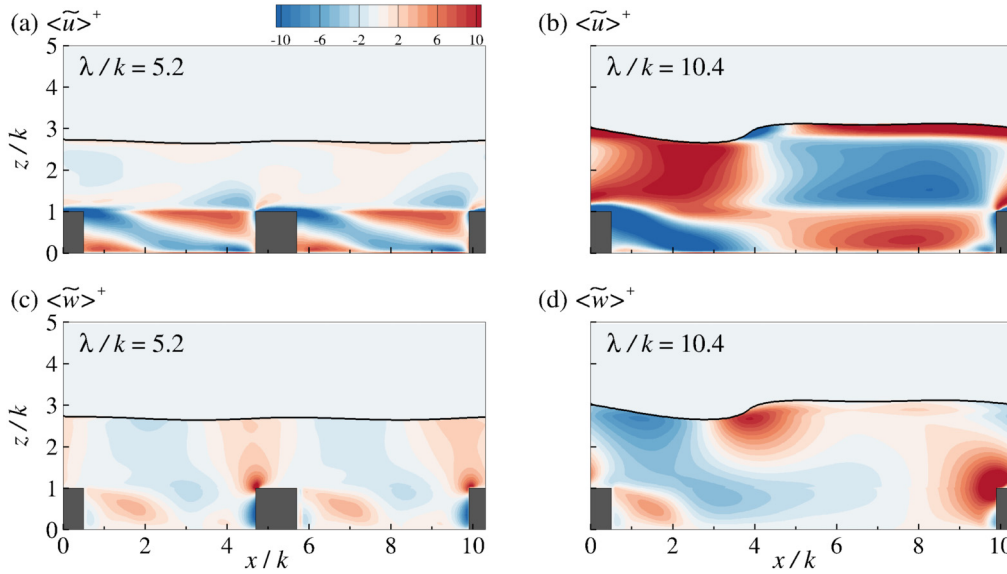 (a) <ũ>⁺
-10 -6 -2 2 6 10
(b) <ũ>⁺
5
4
3
2
1
0
z / k
λ / k = 5.2
λ / k = 10.4
(c) <w̃>⁺
(d) <w̃>⁺
5
4
3
2
1
0
z / k
λ / k = 5.2
λ / k = 10.4
0 2 4 6 8 10
x / k
0 2 4 6 8 10
x / k